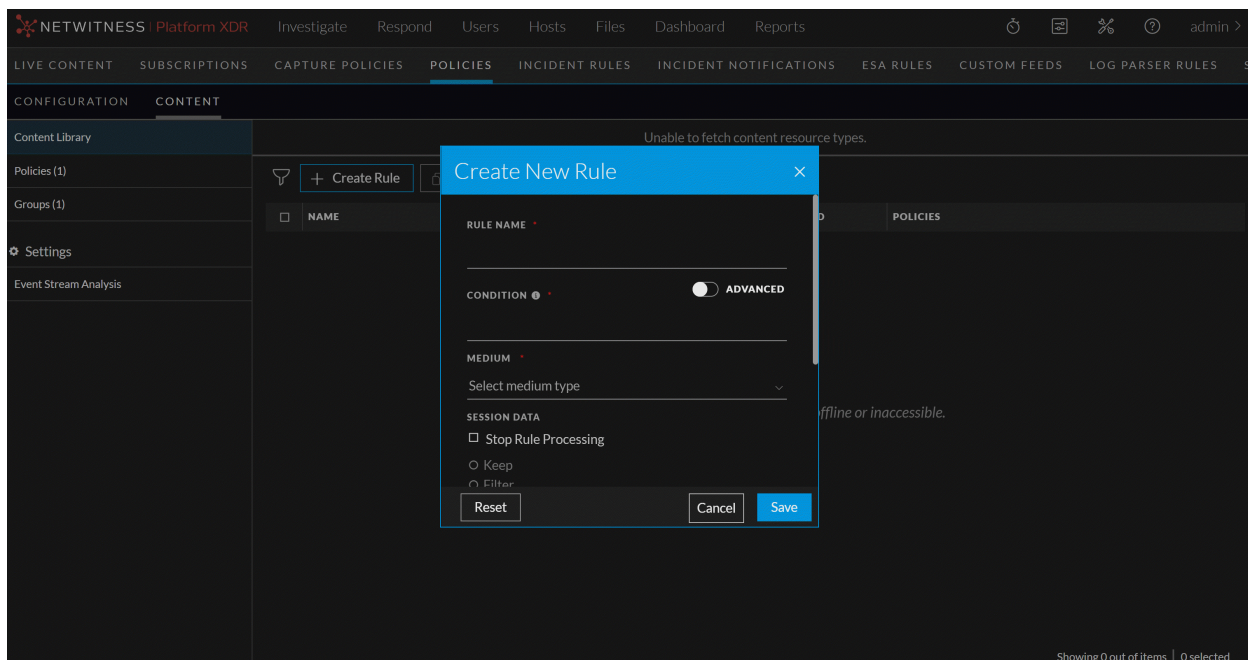 NETWITNESS Platform XDR Investigate Respond Users Hosts Files Dashboard Reports admin >
LIVE CONTENT SUBSCRIPTIONS CAPTURE POLICIES POLICIES INCIDENT RULES INCIDENT NOTIFICATIONS ESA RULES CUSTOM FEEDS LOG PARSER RULES S
CONFIGURATION CONTENT
Content Library
Unable to fetch content resource types.
Policies (1)
Groups (1)
Settings
Event Stream Analysis
+ Create Rule
NAME
D
POLICIES
ffline or inaccessible.
Create New Rule ×
RULE NAME *
CONDITION *
ADVANCED
MEDIUM *
Select medium type
SESSION DATA
Stop Rule Processing
Keep
Filter
Reset Cancel Save
Showing 0 out of items | 0 selected